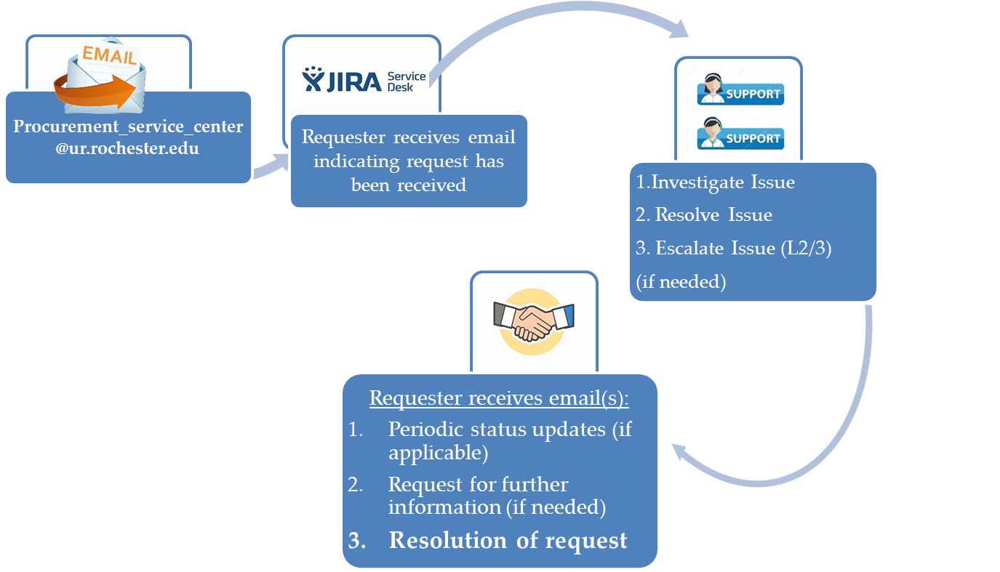 EMAIL
Procurement_service_center
@ur.rochester.edu
JIRA Service
Desk
Requester receives email
indicating request has
been received
SUPPORT
SUPPORT
1.Investigate Issue
2. Resolve Issue
3. Escalate Issue (L2/3)
(if needed)
Requester receives email(s):
1. Periodic status updates (if
applicable)
2. Request for further
information (if needed)
3. Resolution of request